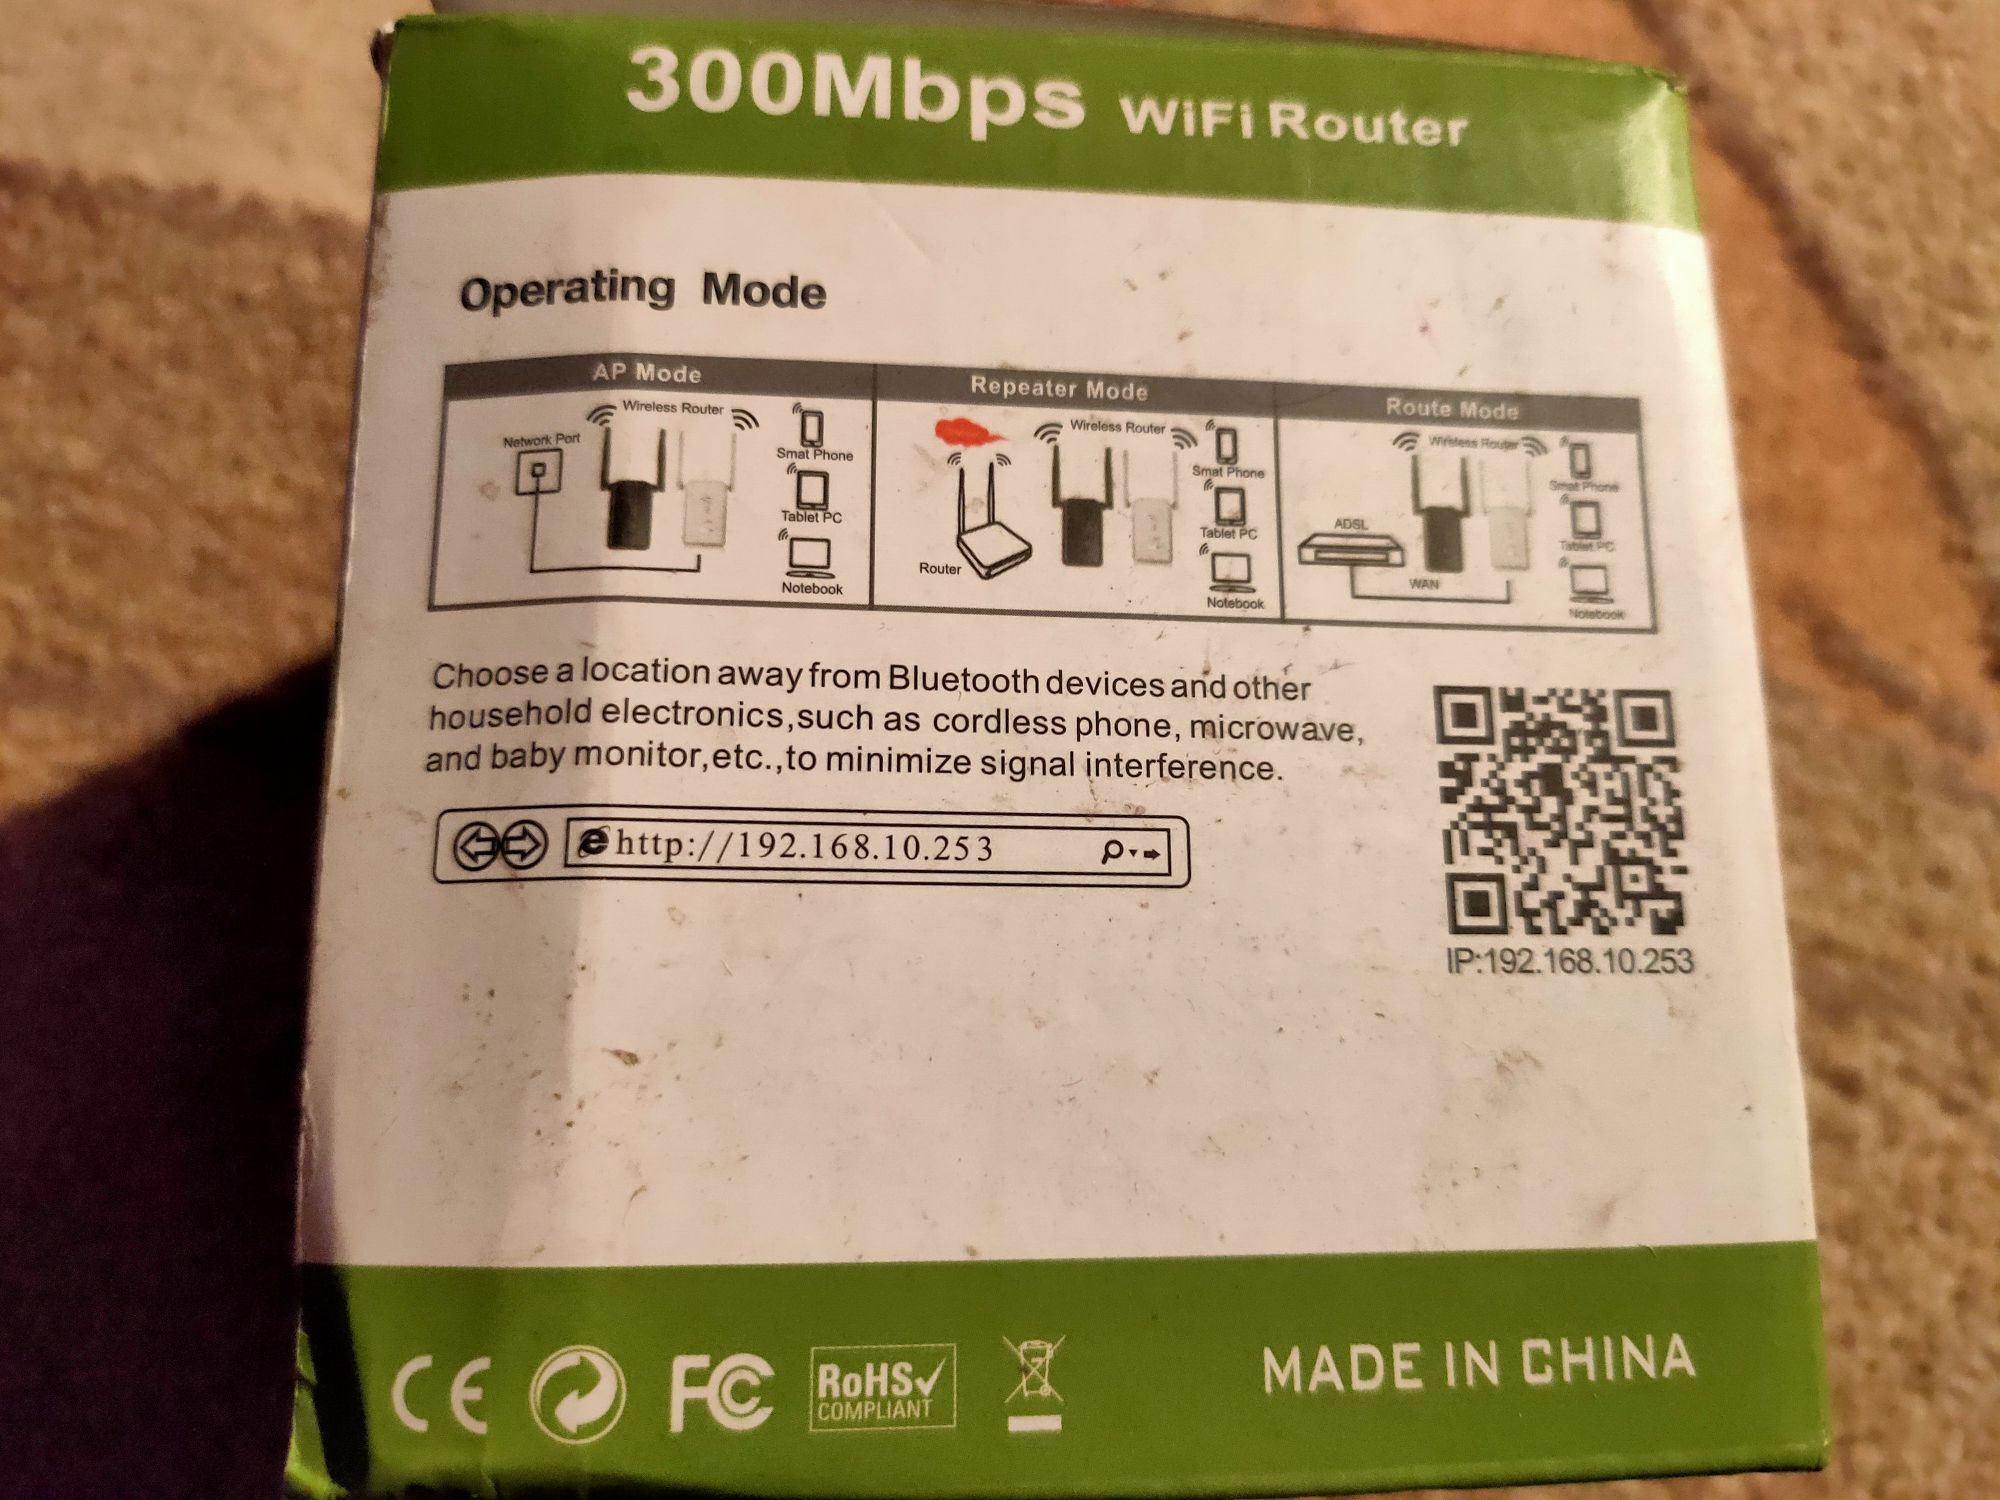 300Mbps WiFi Router
Operating Mode
AP Mode
Wireless Router
Network Port
Smat Phone
Tablet PC
Notebook
Repeater Mode
Wireless Router
Smat Phone
Tablet PC
Router
Notebook
Route Mode
Wireless Router
Smat Phone
ADSL
Tablet PC
WAN
Notebook
Choose a location away from Bluetooth devices and other
household electronics,such as cordless phone, microwave,
and baby monitor,etc.,to minimize signal interference.
http://192.168.10.253
IP:192.168.10.253
CE FC RoHS✓
COMPLIANT
MADE IN CHINA